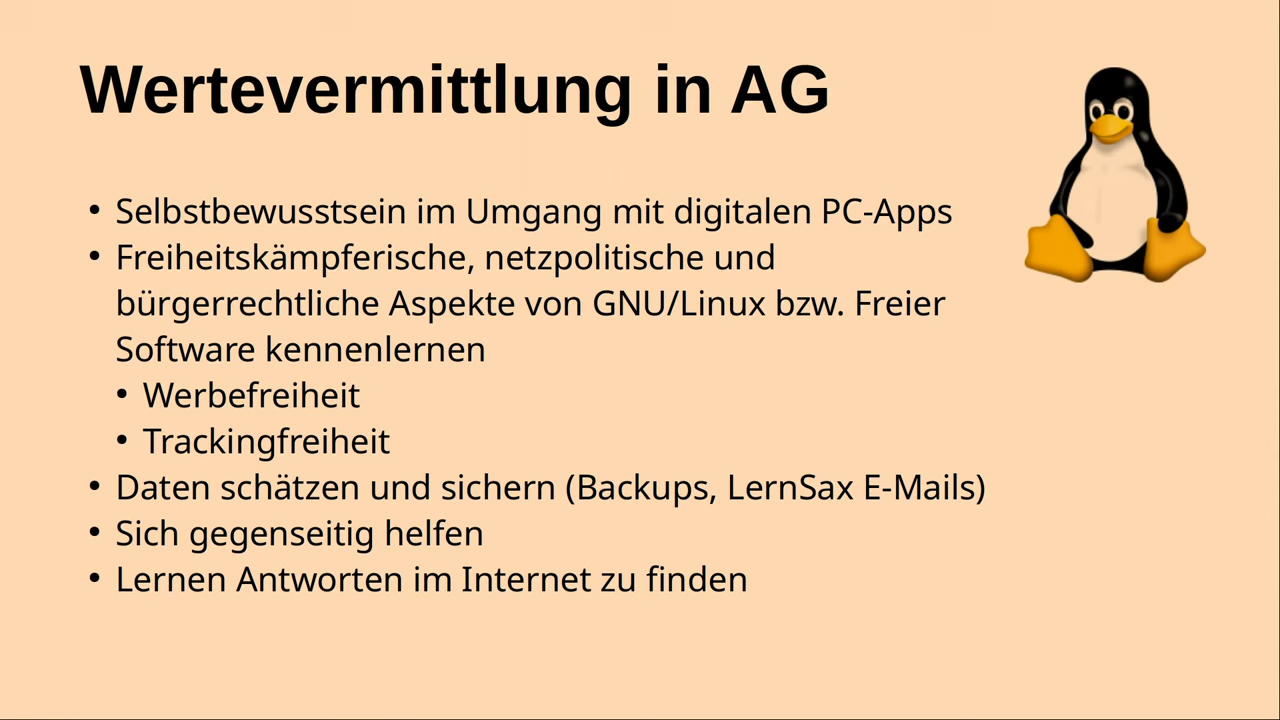 Wertevermittlung in AG
• Selbstbewusstsein im Umgang mit digitalen PC-Apps
• Freiheitskämpferische, netzpolitische und
bürgerrechtliche Aspekte von GNU/Linux bzw. Freier
Software kennenlernen
• Werbefreiheit
• Trackingfreiheit
• Daten schätzen und sichern (Backups, LernSax E-Mails)
• Sich gegenseitig helfen
• Lernen Antworten im Internet zu finden